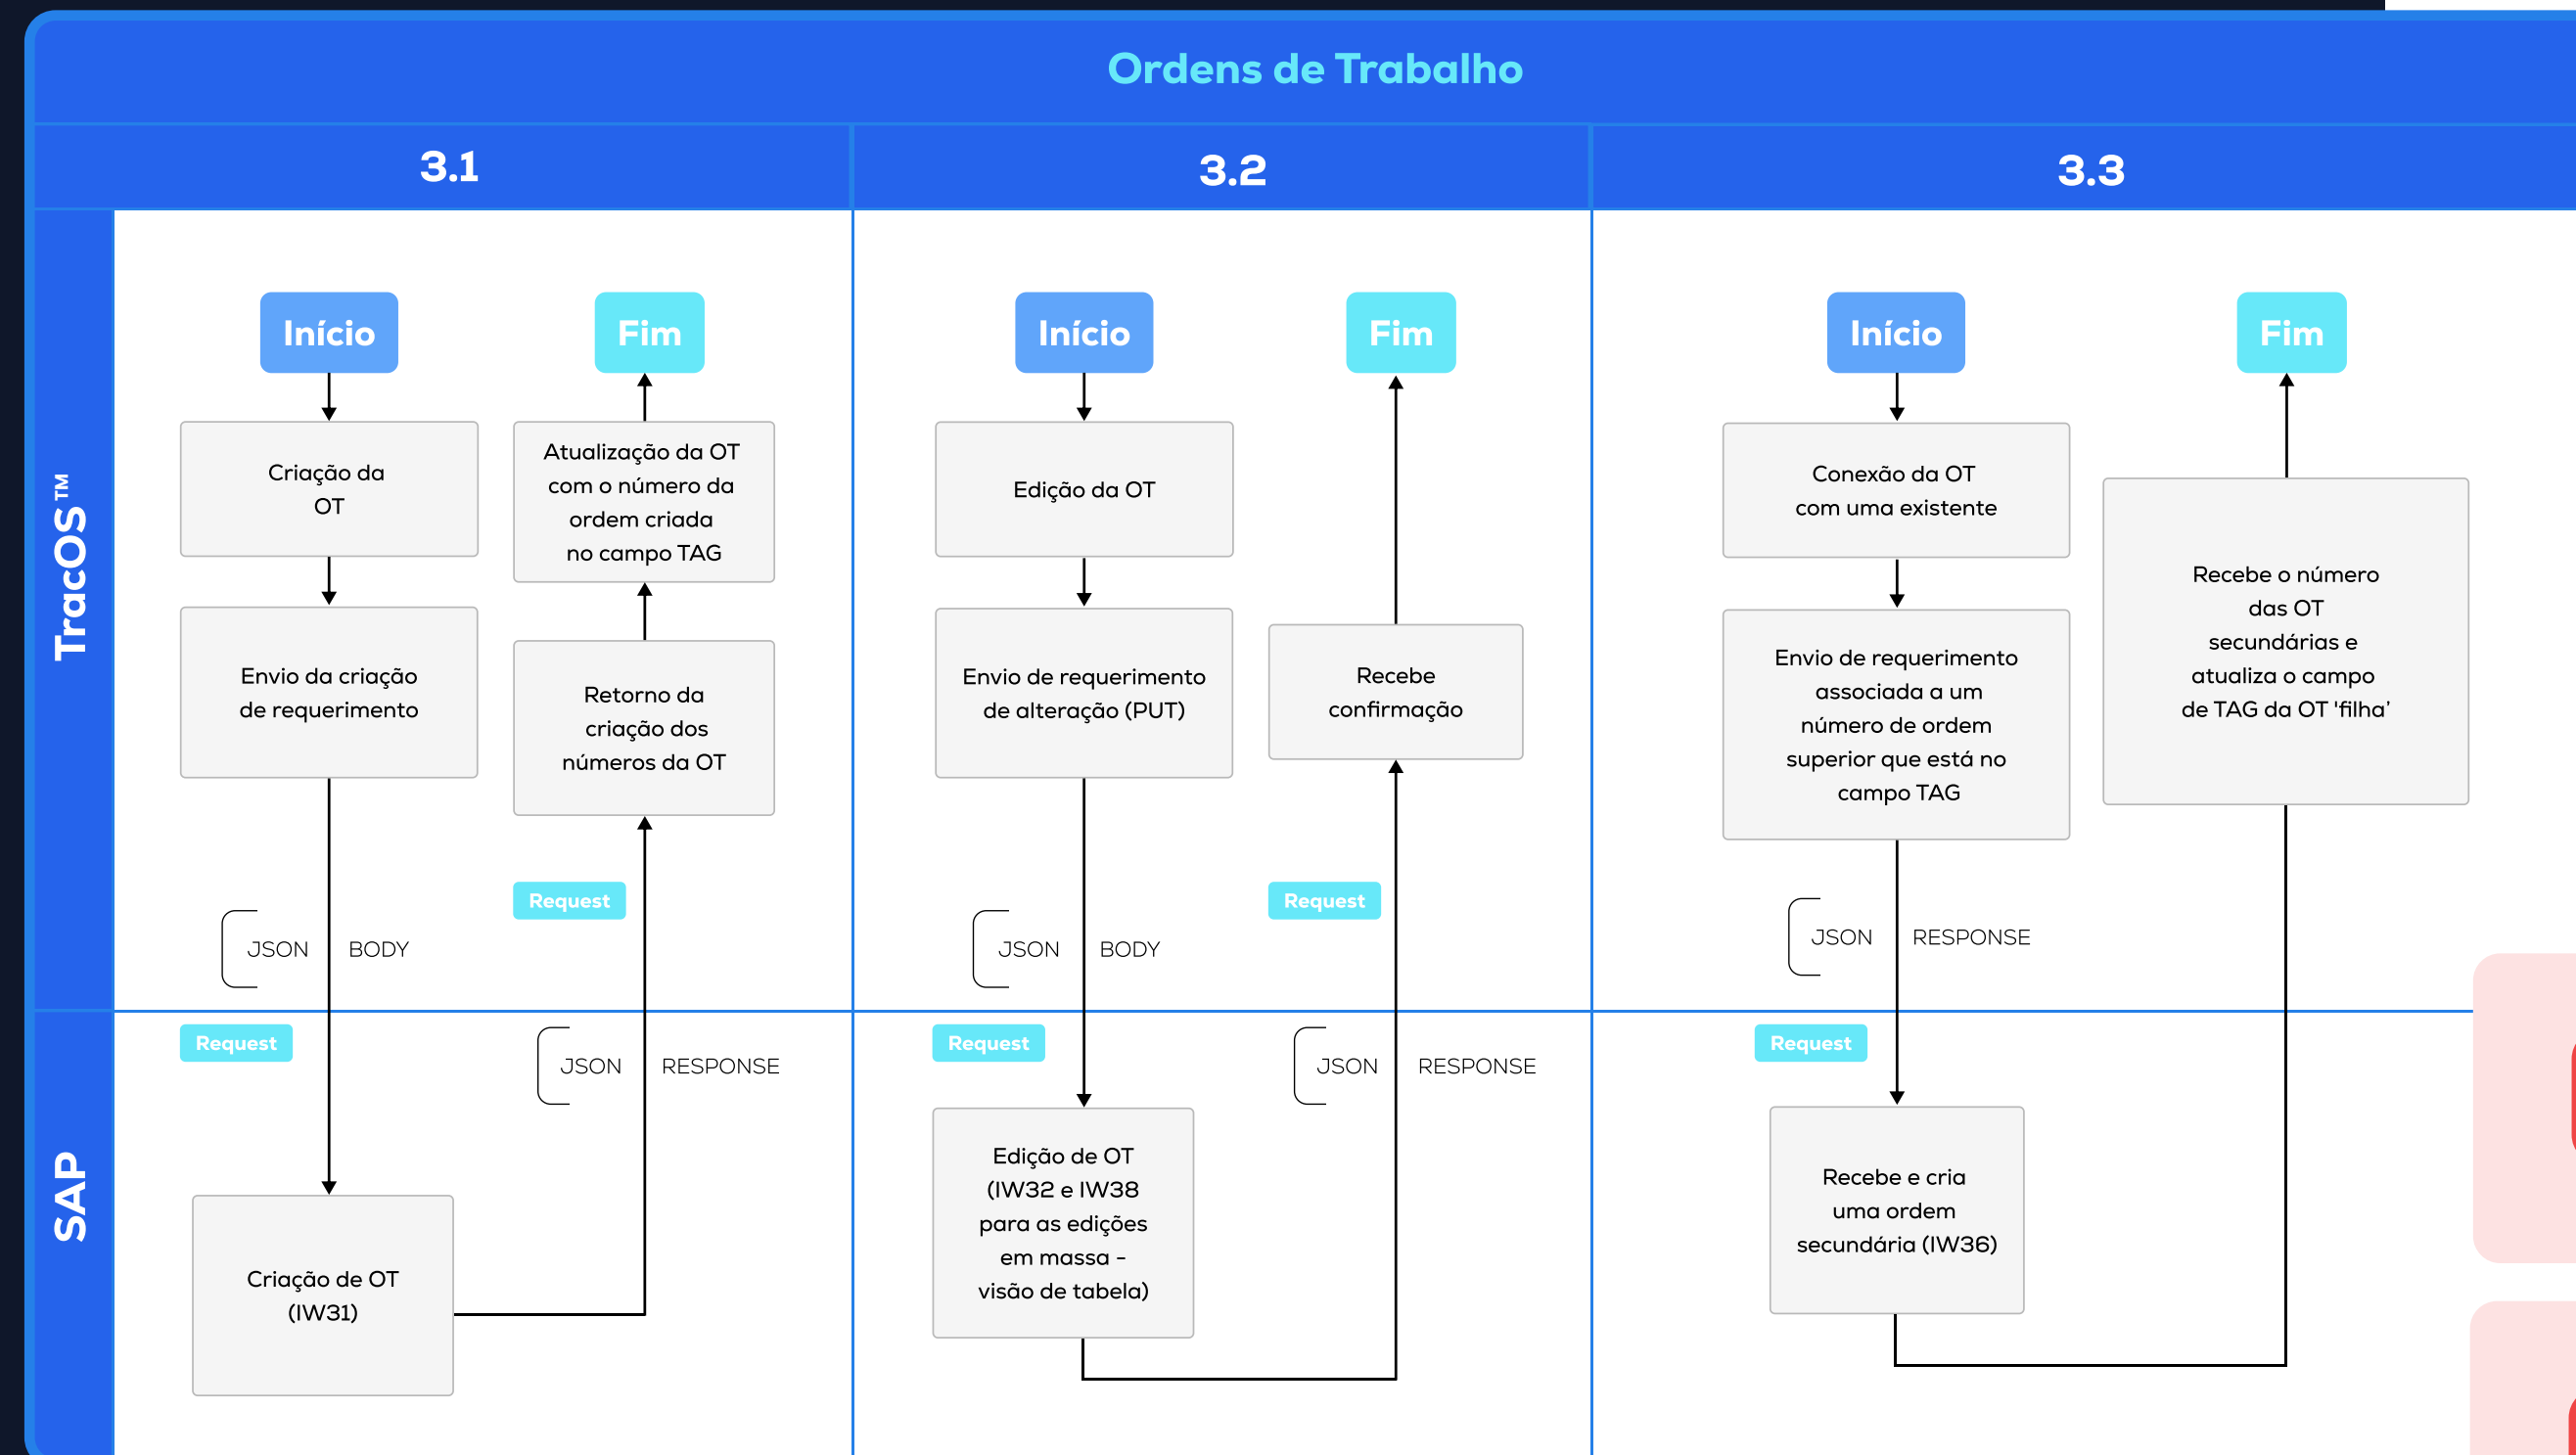 Ordens de Trabalho
3.1
3.2
3.3
TracOS™
SAP
Início
Criação da
OT
Envio da criação
de requerimento
JSON
BODY
Request
Criação de OT
(IW31)
JSON
RESPONSE
Request
Retorno da
criação dos
números da OT
Atualização da OT
com o número da
ordem criada
no campo TAG
Fim
Início
Edição da OT
Envio de requerimento
de alteração (PUT)
JSON
BODY
Request
Edição de OT
(IW32 e IW38
para as edições
em massa -
visão de tabela)
JSON
RESPONSE
Request
Recebe
confirmação
Fim
Início
Conexão da OT
com uma existente
Envio de requerimento
associada a um
número de ordem
superior que está no
campo TAG
JSON
RESPONSE
Request
Recebe e cria
uma ordem
secundária (IW36)
Recebe o número
das OT
secundárias e
atualiza o campo
de TAG da OT 'filha’
Fim